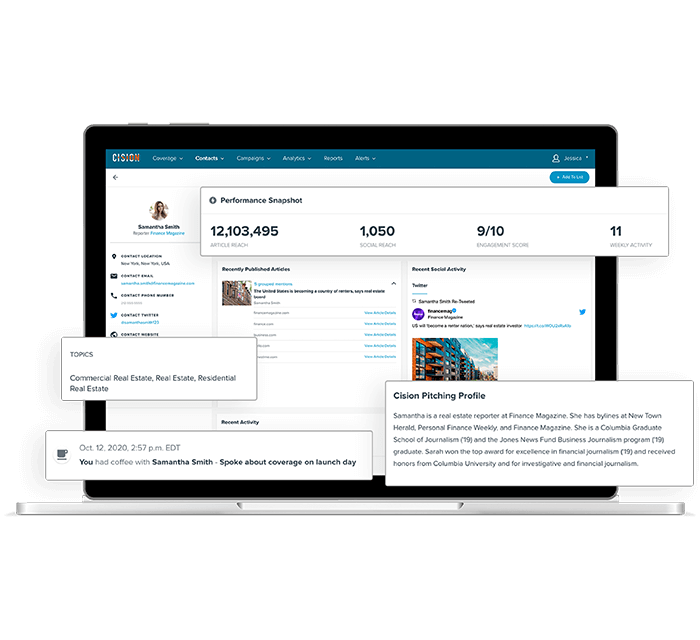 CISION
Coverage
Contacts
Campaigns
Analytics
Reports
Alerts
Jessica
+ Add To List
Samantha Smith
Reporter Finance Magazine
CONTACT LOCATION
New York, New York, USA
CONTACT EMAIL
samantha.smith@financemagazine.com
CONTACT PHONE NUMBER
CONTACT TWITTER
@samanthasmith123
CONTACT WEBSITE
Performance Snapshot
12,103,495
1,050
9/10
11
ARTICLE REACH
SOCIAL REACH
ENGAGEMENT SCORE
WEEKLY ACTIVITY
Recently Published Articles
5 grouped mentions
The United States is becoming a country of renters, says real estate
board
Samantha Smith
financemagazine.com
View Article Details
finance.com
View Article Details
business.com
View Article Details
View Article Details
View Article Details
Recent Activity
Recent Social Activity
Twitter
Samantha Smith Re-Tweeted
financemag
Finance Magazine
US will 'become a renter nation,' says real estate investor
TOPICS
Commercial Real Estate, Real Estate, Residential
Real Estate
Oct. 12, 2020, 2:57 p.m. EDT
You had coffee with Samantha Smith - Spoke about coverage on launch day
Cision Pitching Profile
Samantha is a real estate reporter at Finance Magazine. She has bylines at New Town
Herald, Personal Finance Weekly, and Finance Magazine. She is a Columbia Graduate
School of Journalism ('19) and the Jones News Fund Business Journalism program ('19)
graduate. Sarah won the top award for excellence in financial journalism ('19) and received
honors from Columbia University and for investigative and financial journalism.